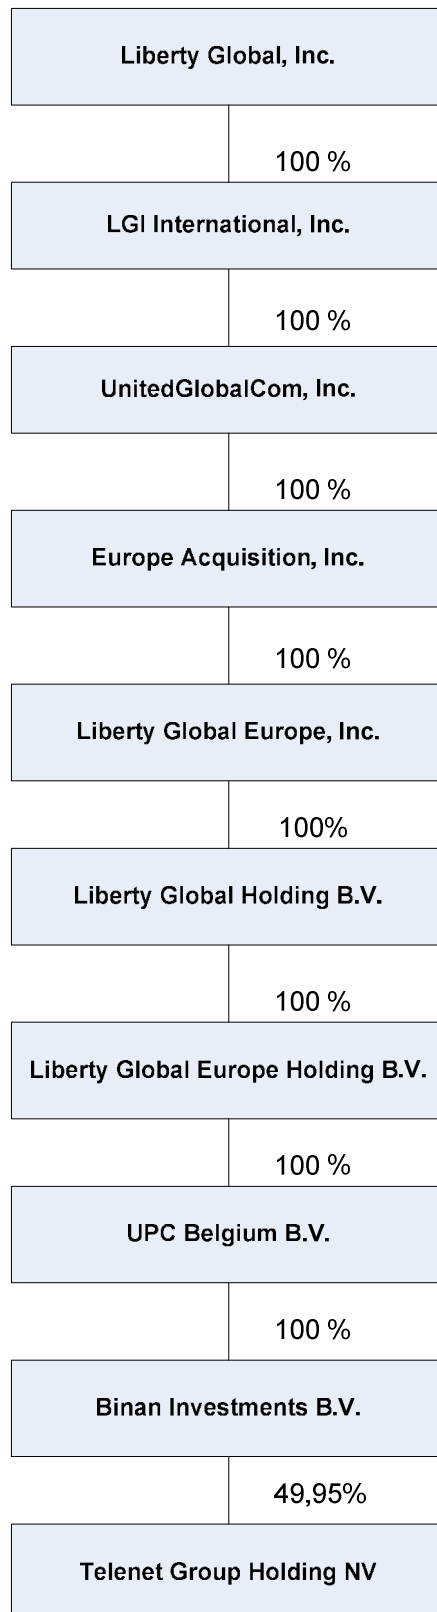 Liberty Global, Inc.
100 %
LGI International, Inc.
100 %
UnitedGlobalCom, Inc.
100 %
Europe Acquisition, Inc.
100 %
Liberty Global Europe, Inc.
100%
Liberty Global Holding B.V.
100 %
Liberty Global Europe Holding B.V.
100 %
UPC Belgium B.V.
100 %
Binan Investments B.V.
49,95%
Telenet Group Holding NV